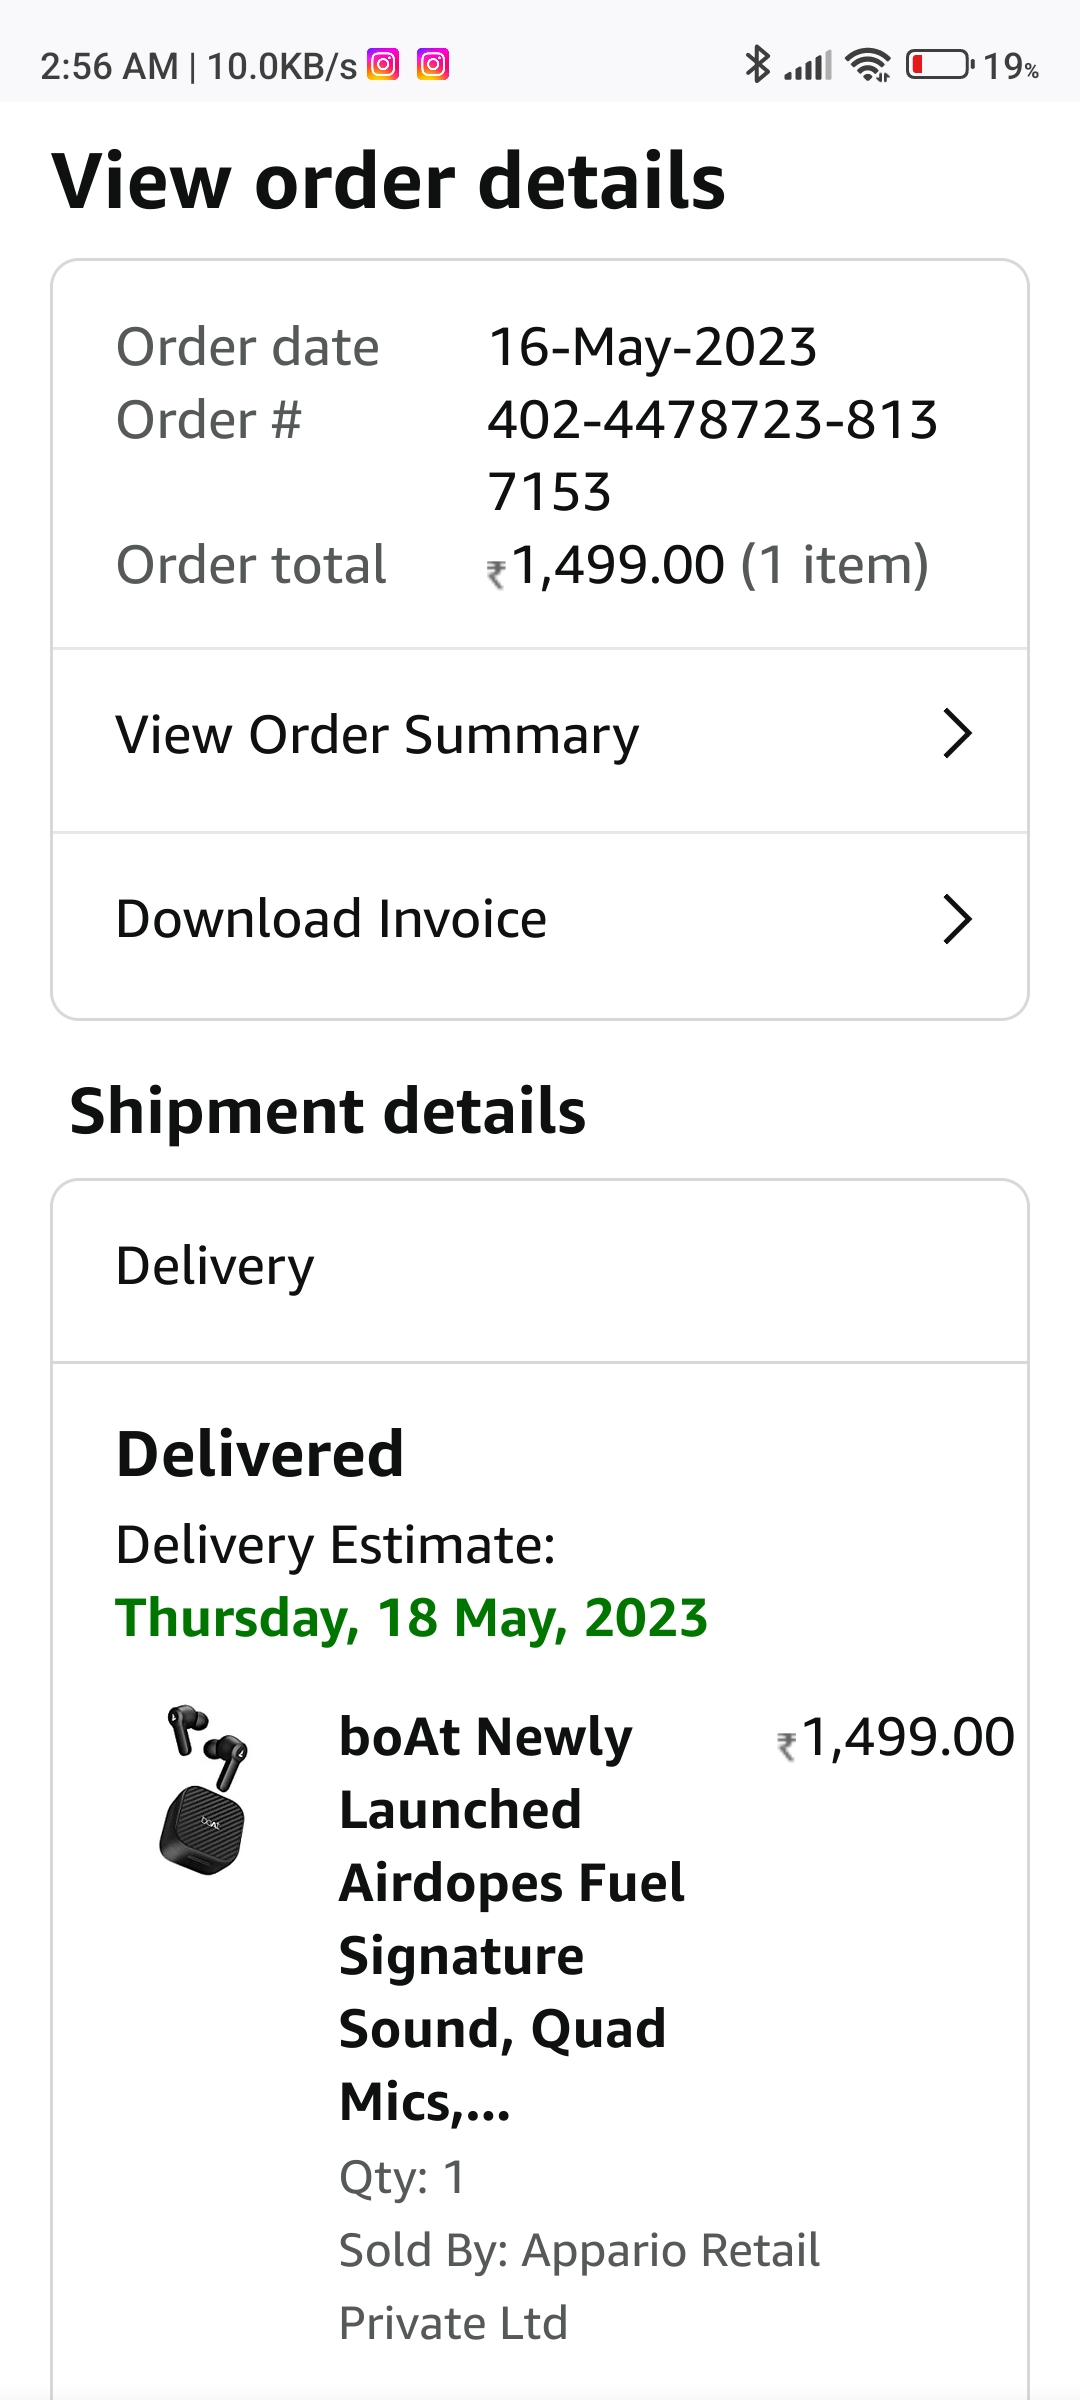 2:56 AM | 10.0KB/s 19%
View order details
Order date 16-May-2023
Order # 402-4478723-813
7153
Order total ₹1,499.00 (1 item)
View Order Summary
Download Invoice
Shipment details
Delivery
Delivered
Delivery Estimate:
Thursday, 18 May, 2023
boAt Newly ₹1,499.00
Launched
Airdopes Fuel
Signature
Sound, Quad
Mics,...
Qty: 1
Sold By: Appario Retail
Private Ltd
boAt